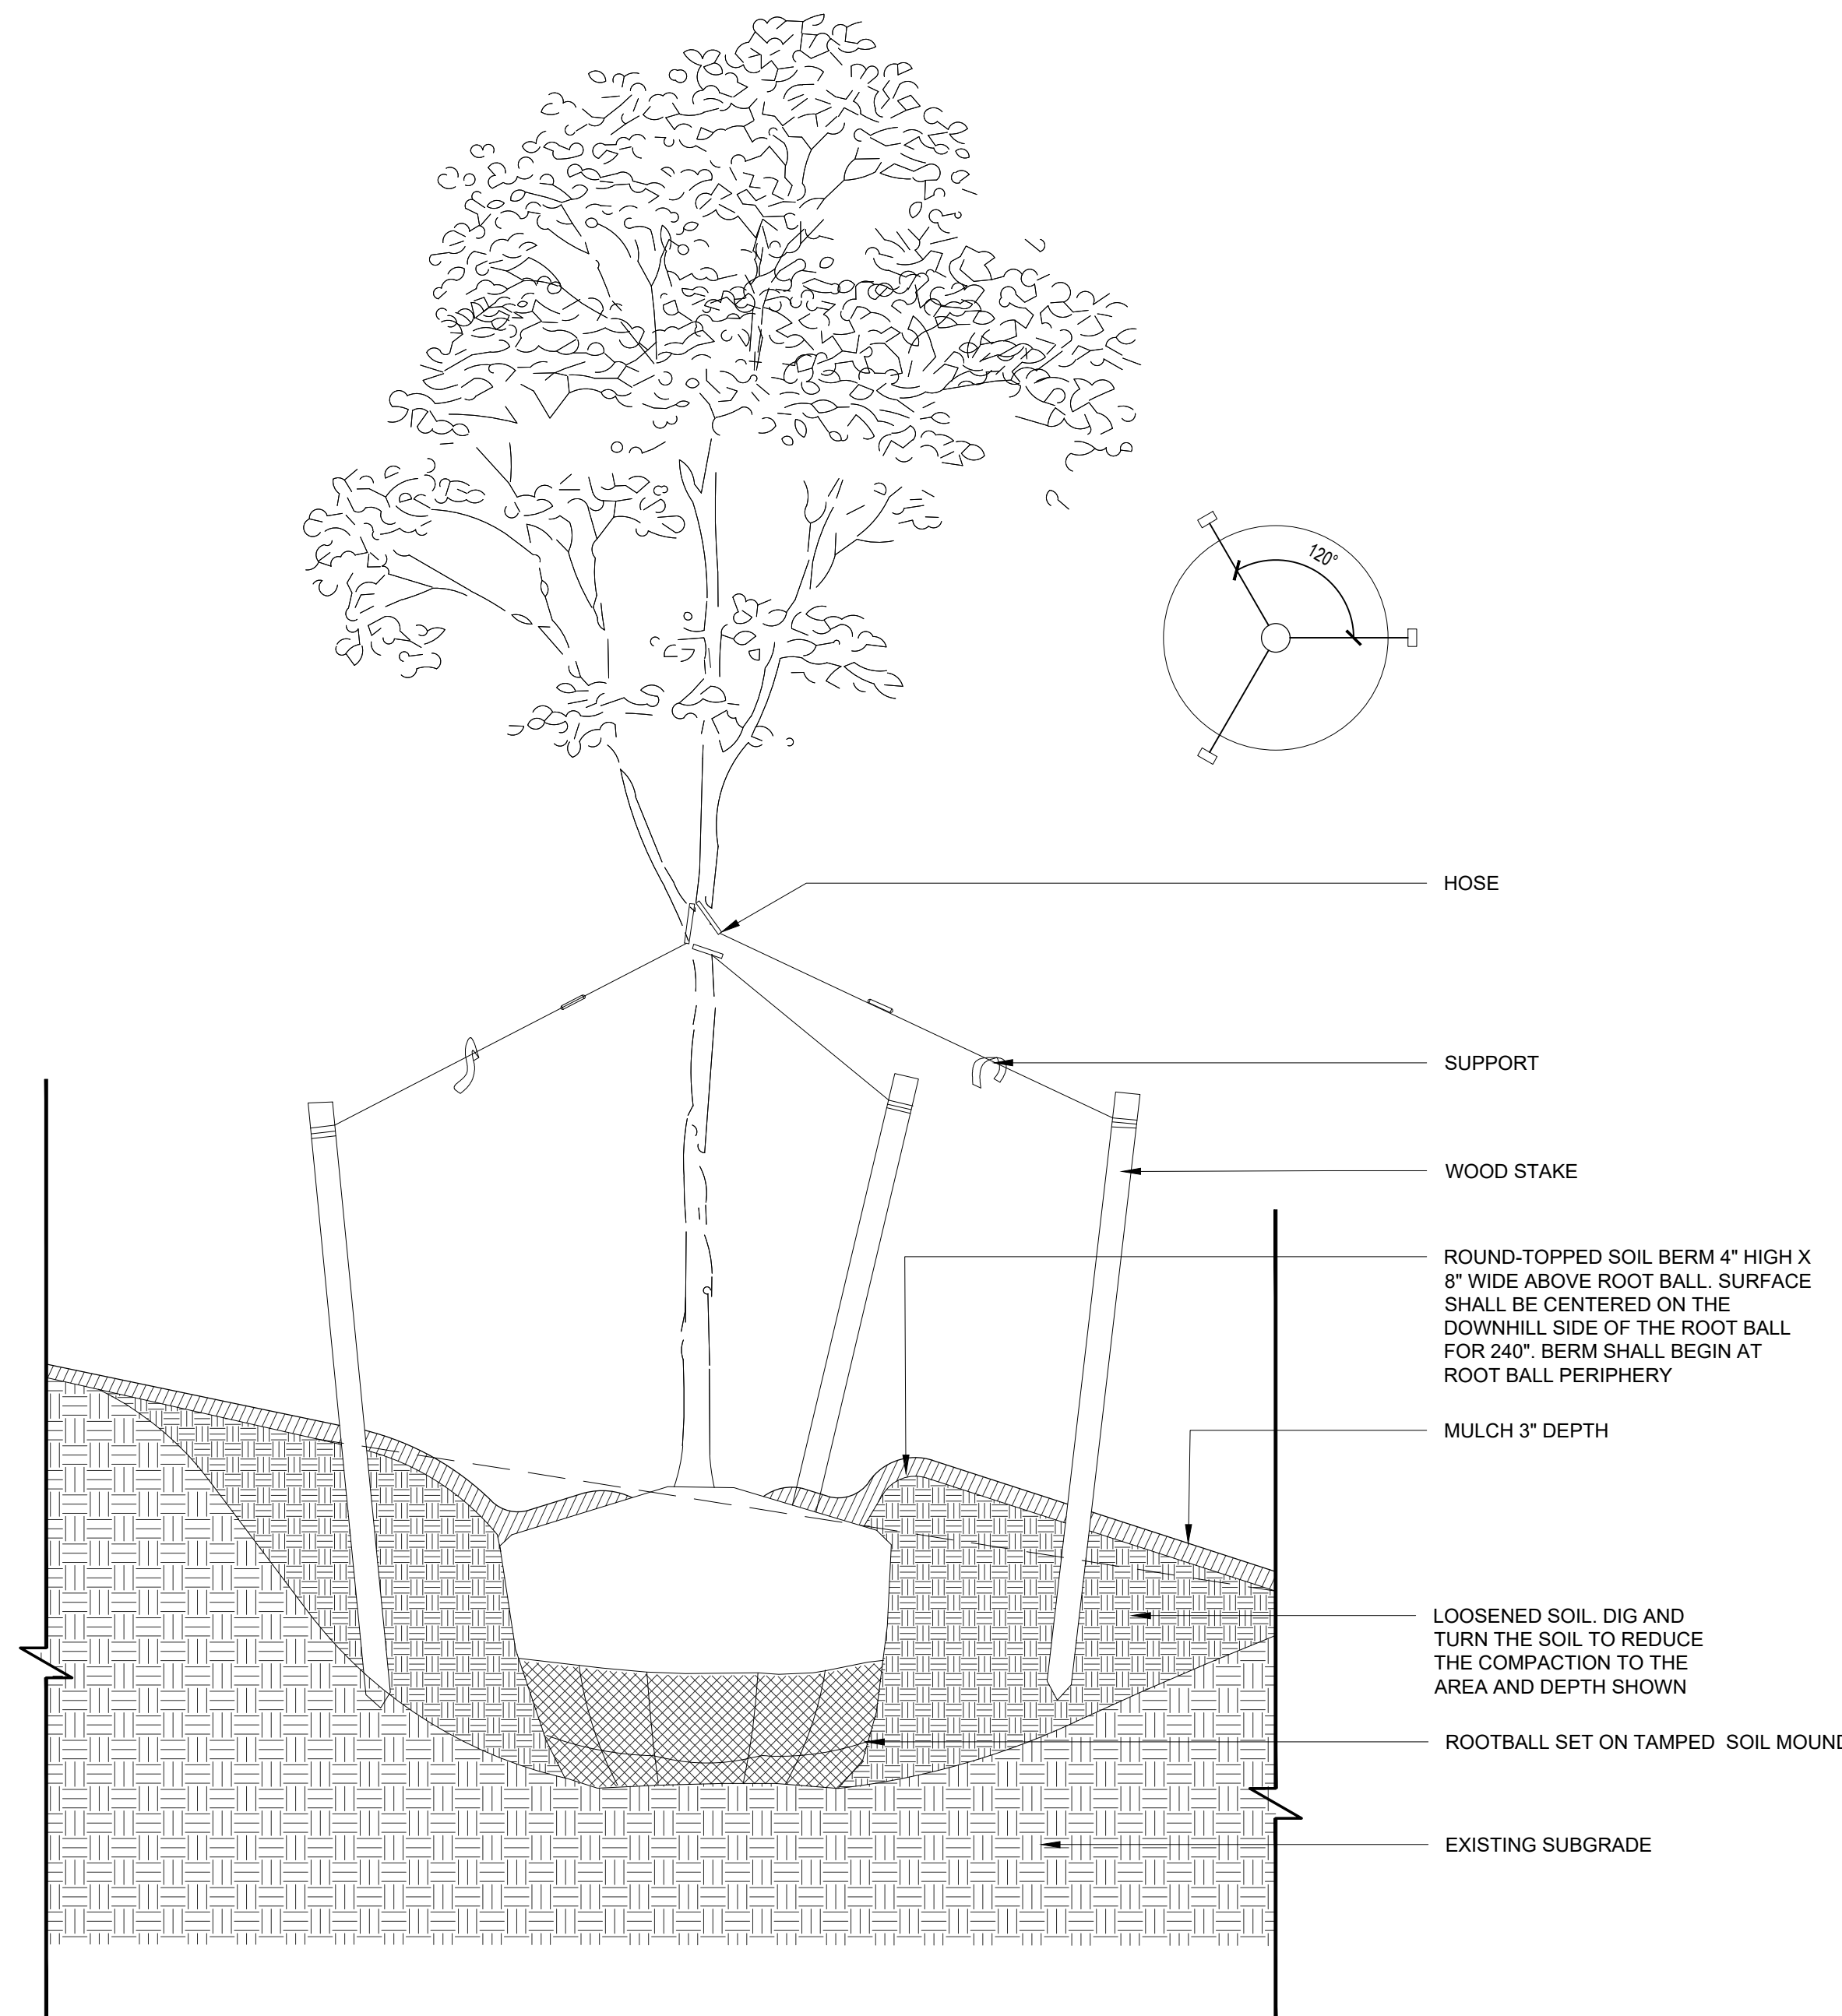 120°
HOSE
SUPPORT
WOOD STAKE
ROUND-TOPPED SOIL BERM 4" HIGH X
8" WIDE ABOVE ROOT BALL. SURFACE
SHALL BE CENTERED ON THE
DOWNHILL SIDE OF THE ROOT BALL
FOR 240". BERM SHALL BEGIN AT
ROOT BALL PERIPHERY
MULCH 3" DEPTH
LOOSENED SOIL. DIG AND
TURN THE SOIL TO REDUCE
THE COMPACTION TO THE
AREA AND DEPTH SHOWN
ROOTBALL SET ON TAMPED  SOIL MOUND
EXISTING SUBGRADE